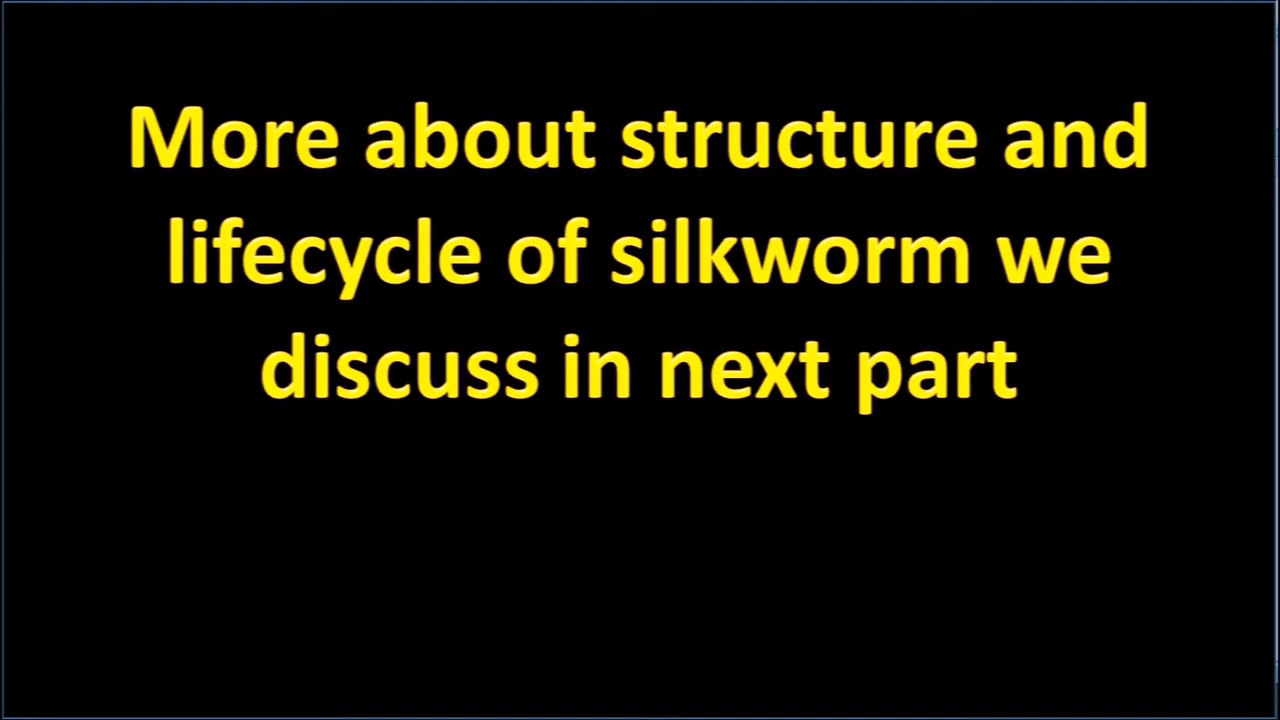 More about structure and
lifecycle of silkworm we
discuss in next part